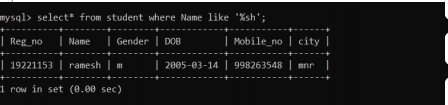 mysql> select* from student where Name like '%sh';
+----------+--------+--------+------------+-----------+------+
| Reg_no | Name | Gender | DOB | Mobile_no | city |
+----------+--------+--------+------------+-----------+------+
| 19221153 | ramesh | m | 2005-03-14 | 998263548 | mnr |
+----------+--------+--------+------------+-----------+------+
1 row in set (0.00 sec)